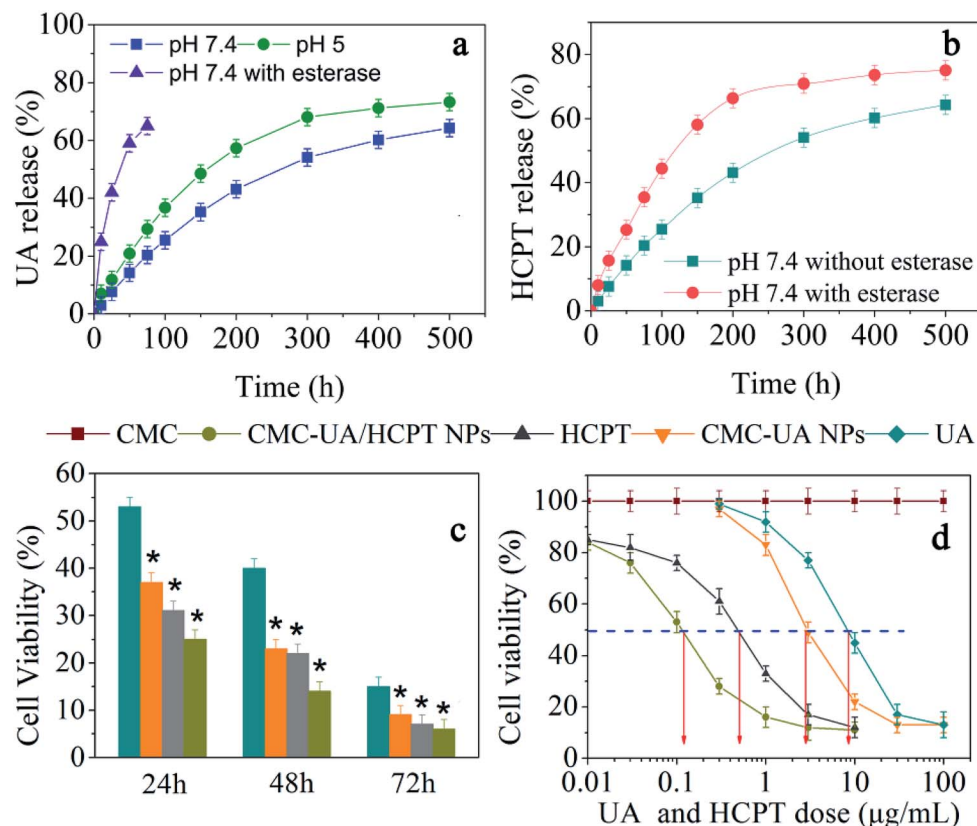 100
80
60
40
20
0
UA release (%)
pH 7.4 pH 5
pH 7.4 with esterase
a
0 100 200 300 400 500
Time (h)
80
60
40
20
0
HCPT release (%)
b
pH 7.4 without esterase
pH 7.4 with esterase
0 100 200 300 400 500
Time (h)
CMC CMC-UA/HCPT NPs HCPT CMC-UA NPs UA
60
50
40
30
20
10
0
Cell Viability (%)
c
* * *
* * *
* * *
24h 48h 72h
100
80
60
40
20
0
Cell viability (%)
d
0.01 0.1 1 10 100
UA and HCPT dose (μg/mL)